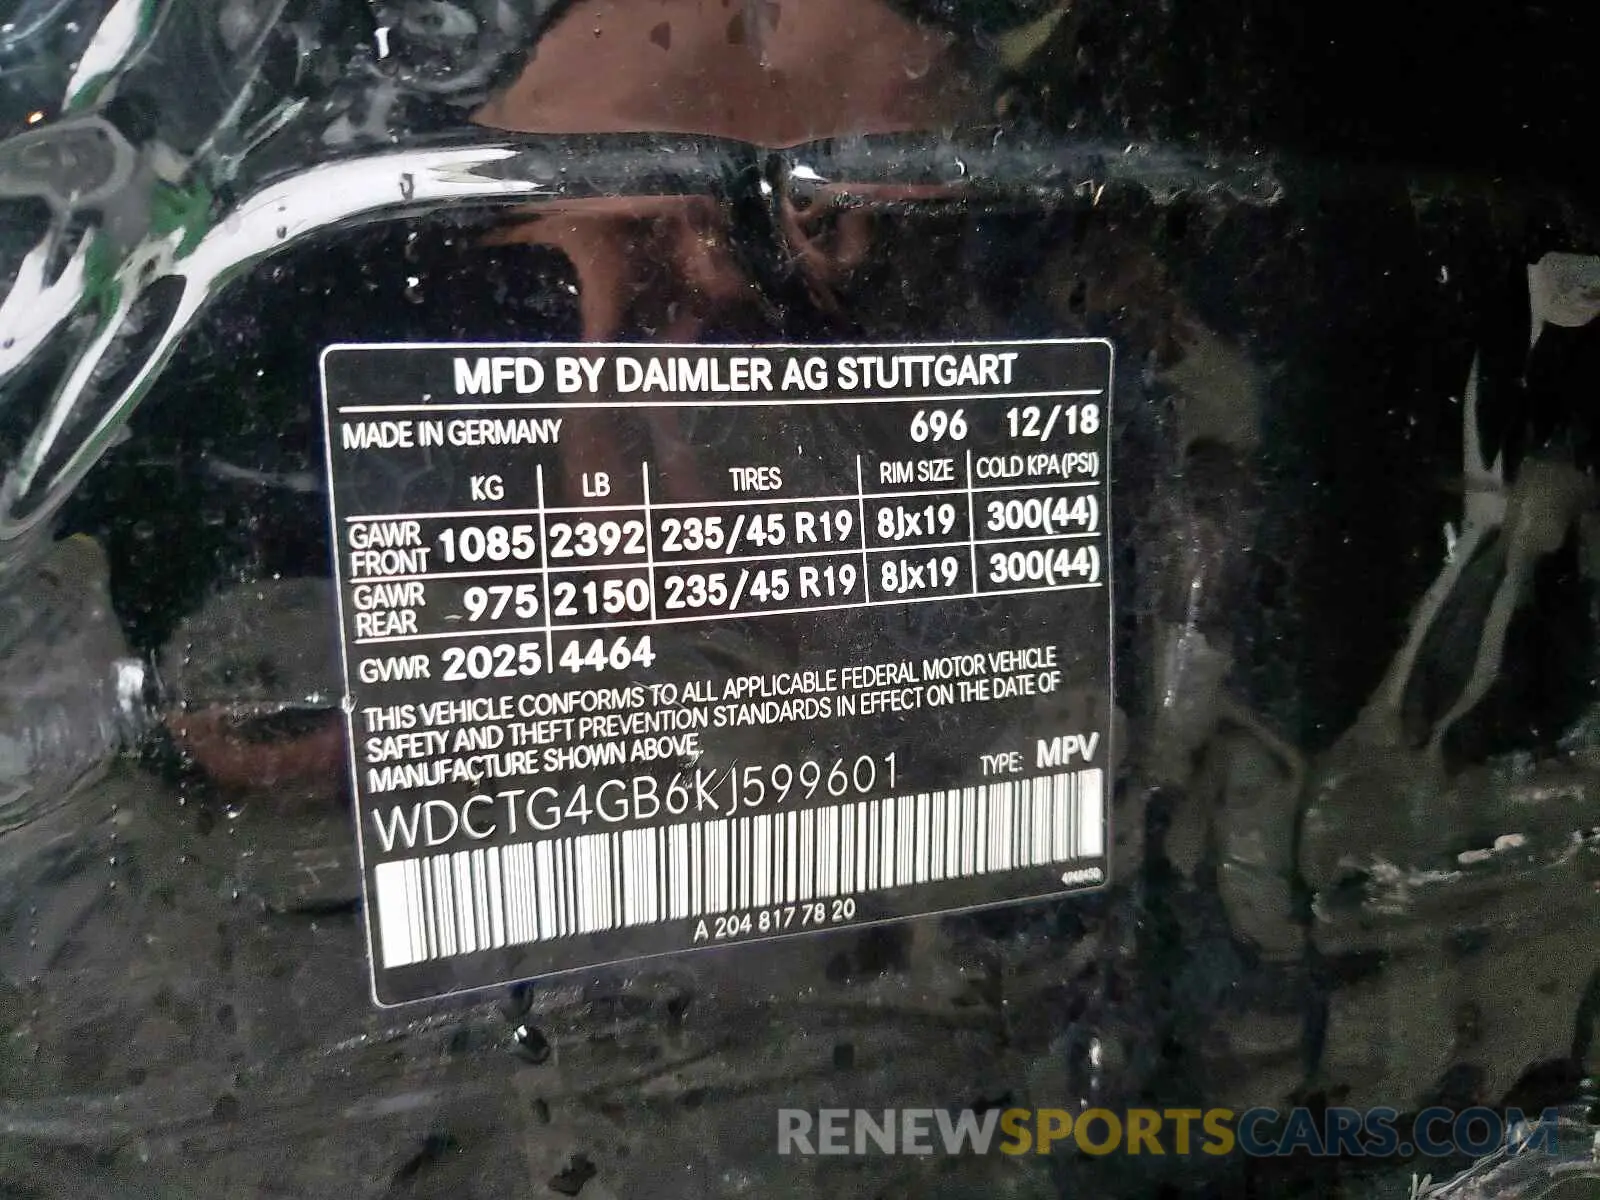 MFD BY DAIMLER AG STUTTGART
MADE IN GERMANY 696 12/18
KG LB TIRES RIM SIZE COLD KPA(PSI)
GAWR FRONT 1085 2392 235/45 R19 8Jx19 300(44)
GAWR REAR 975 2150 235/45 R19 8Jx19 300(44)
GVWR 2025 4464
THIS VEHICLE CONFORMS TO ALL APPLICABLE FEDERAL MOTOR VEHICLE
SAFETY AND THEFT PREVENTION STANDARDS IN EFFECT ON THE DATE OF
MANUFACTURE SHOWN ABOVE.
WDCTG4GB6KJ599601 TYPE: MPV
A 204 817 78 20
RENEWSPORTSCARS.COM